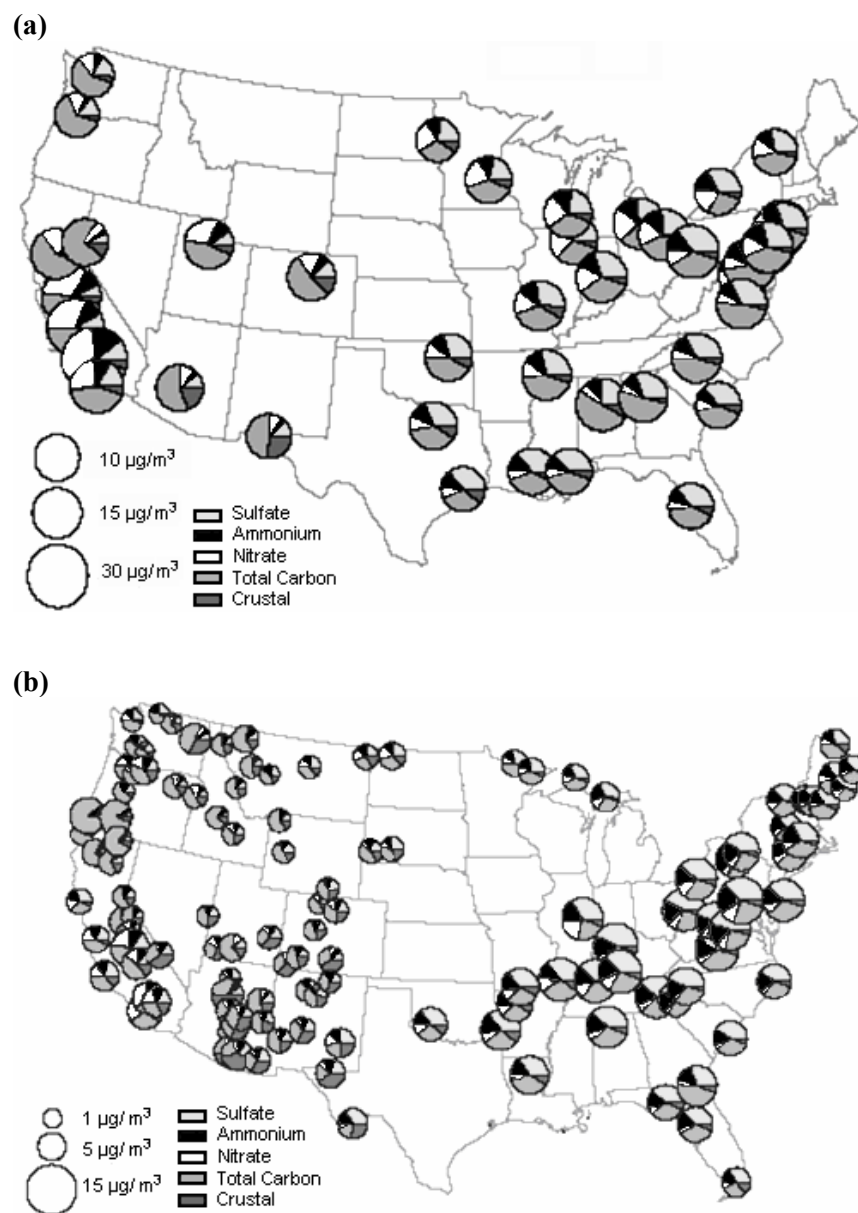 (a)
10 µg/m³
15 µg/m³
30 µg/m³
Sulfate
Ammonium
Nitrate
Total Carbon
Crustal
(b)
1 µg/ m³
5 µg/ m³
15 µg/ m³
Sulfate
Ammonium
Nitrate
Total Carbon
Crustal